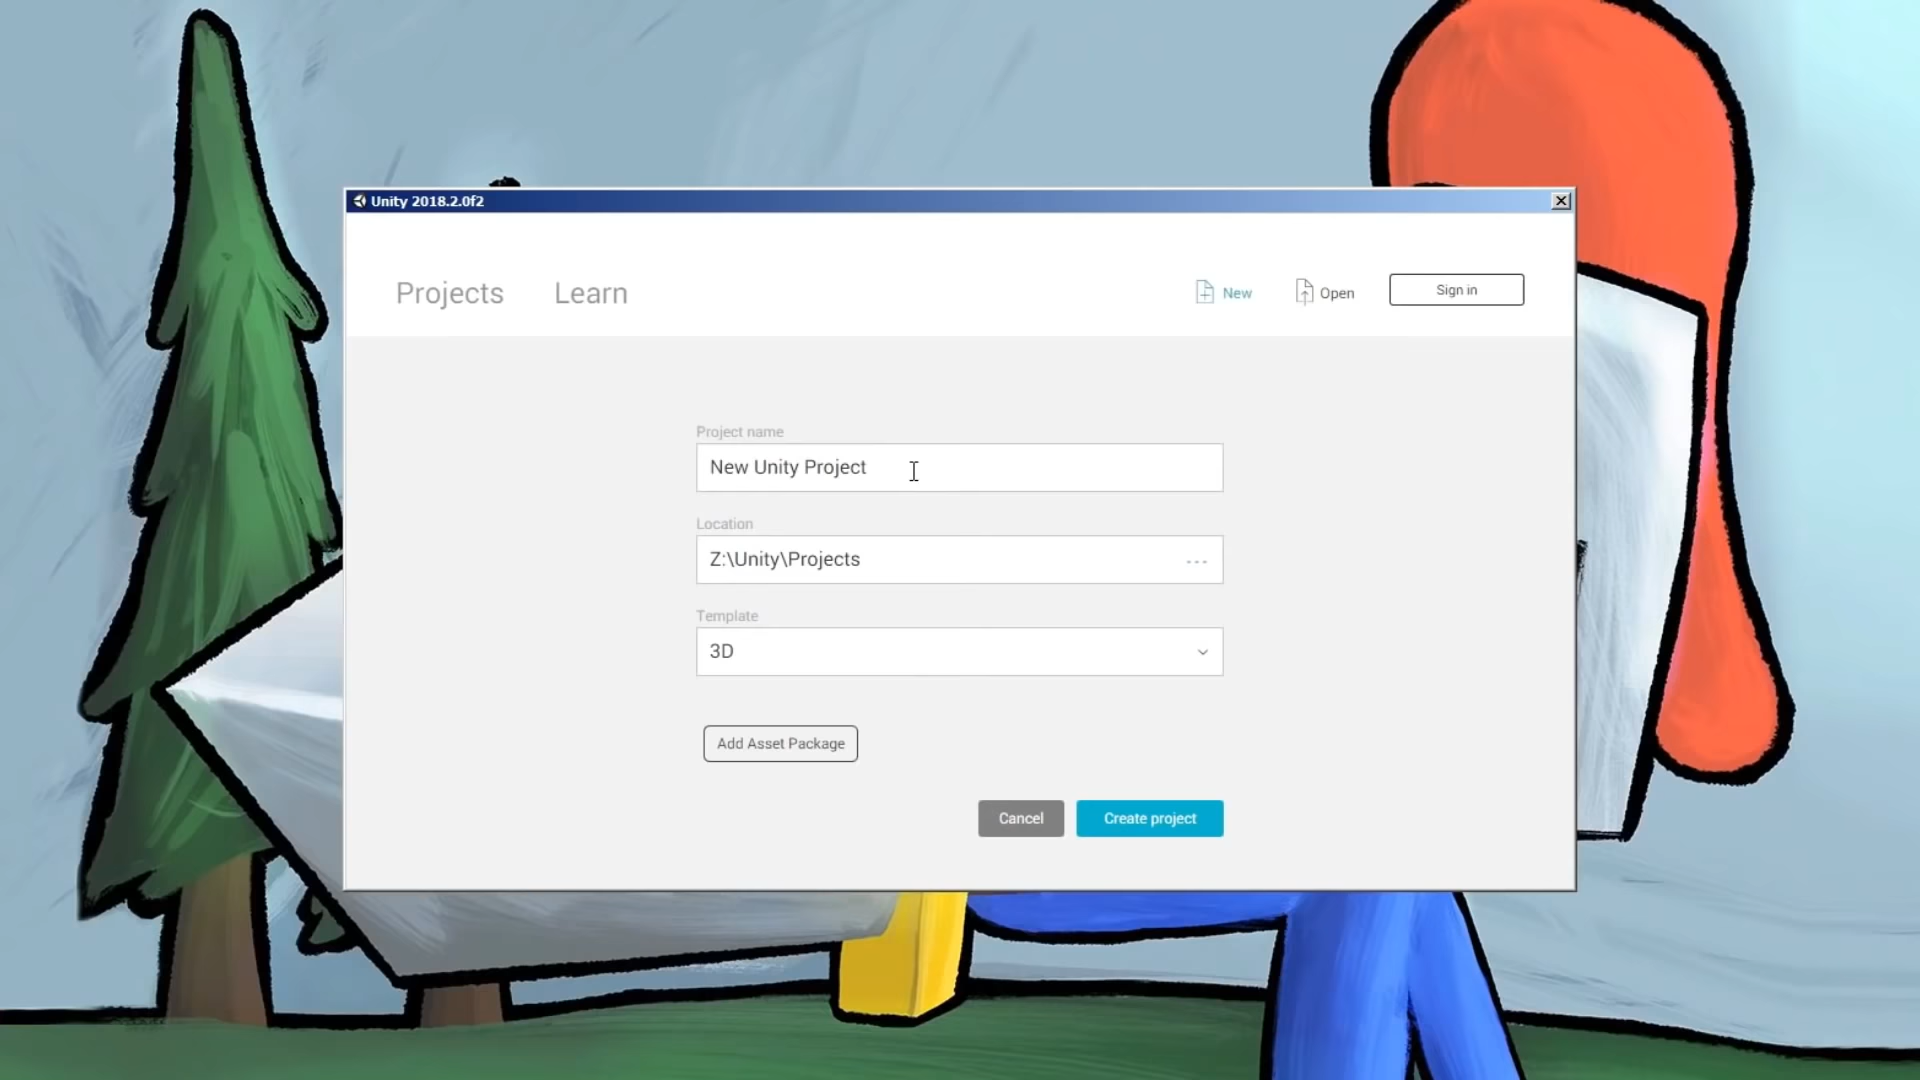 Unity 2018.2.0f2
Projects
Learn
New
Open
Sign in
Project name
New Unity Project
Location
Z:\Unity\Projects
Template
3D
Add Asset Package
Cancel
Create project